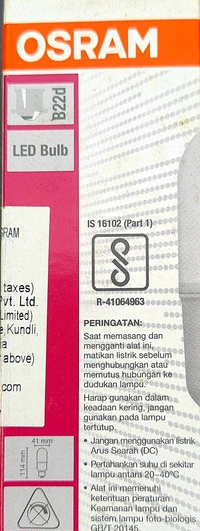 OSRAM
B22d
LED Bulb
IS 16102 (Part 1)
R-41064963
SRAM
taxes)
Pvt. Ltd.
Limited)
Kundli,
above)
.com
PERINGATAN:
Saat memasang dan
mengganti alat ini,
matikan listrik sebelum
menghubungkan atau
memutus hubungan ke
dudukan lampu.
Harap gunakan dalam
keadaan kering, jangan
gunakan pada lampu
tertutup.
• Jangan menggunakan listrik
Arus Searah (DC)
• Pertahankan suhu di sekitar
lampu antara 20~40°C
• Alat ini memenuhi
ketentuan peraturan
Keamanan lampu dan
sistem lampu foto-biologis
GB/T 20145.
41 mm
114 mm